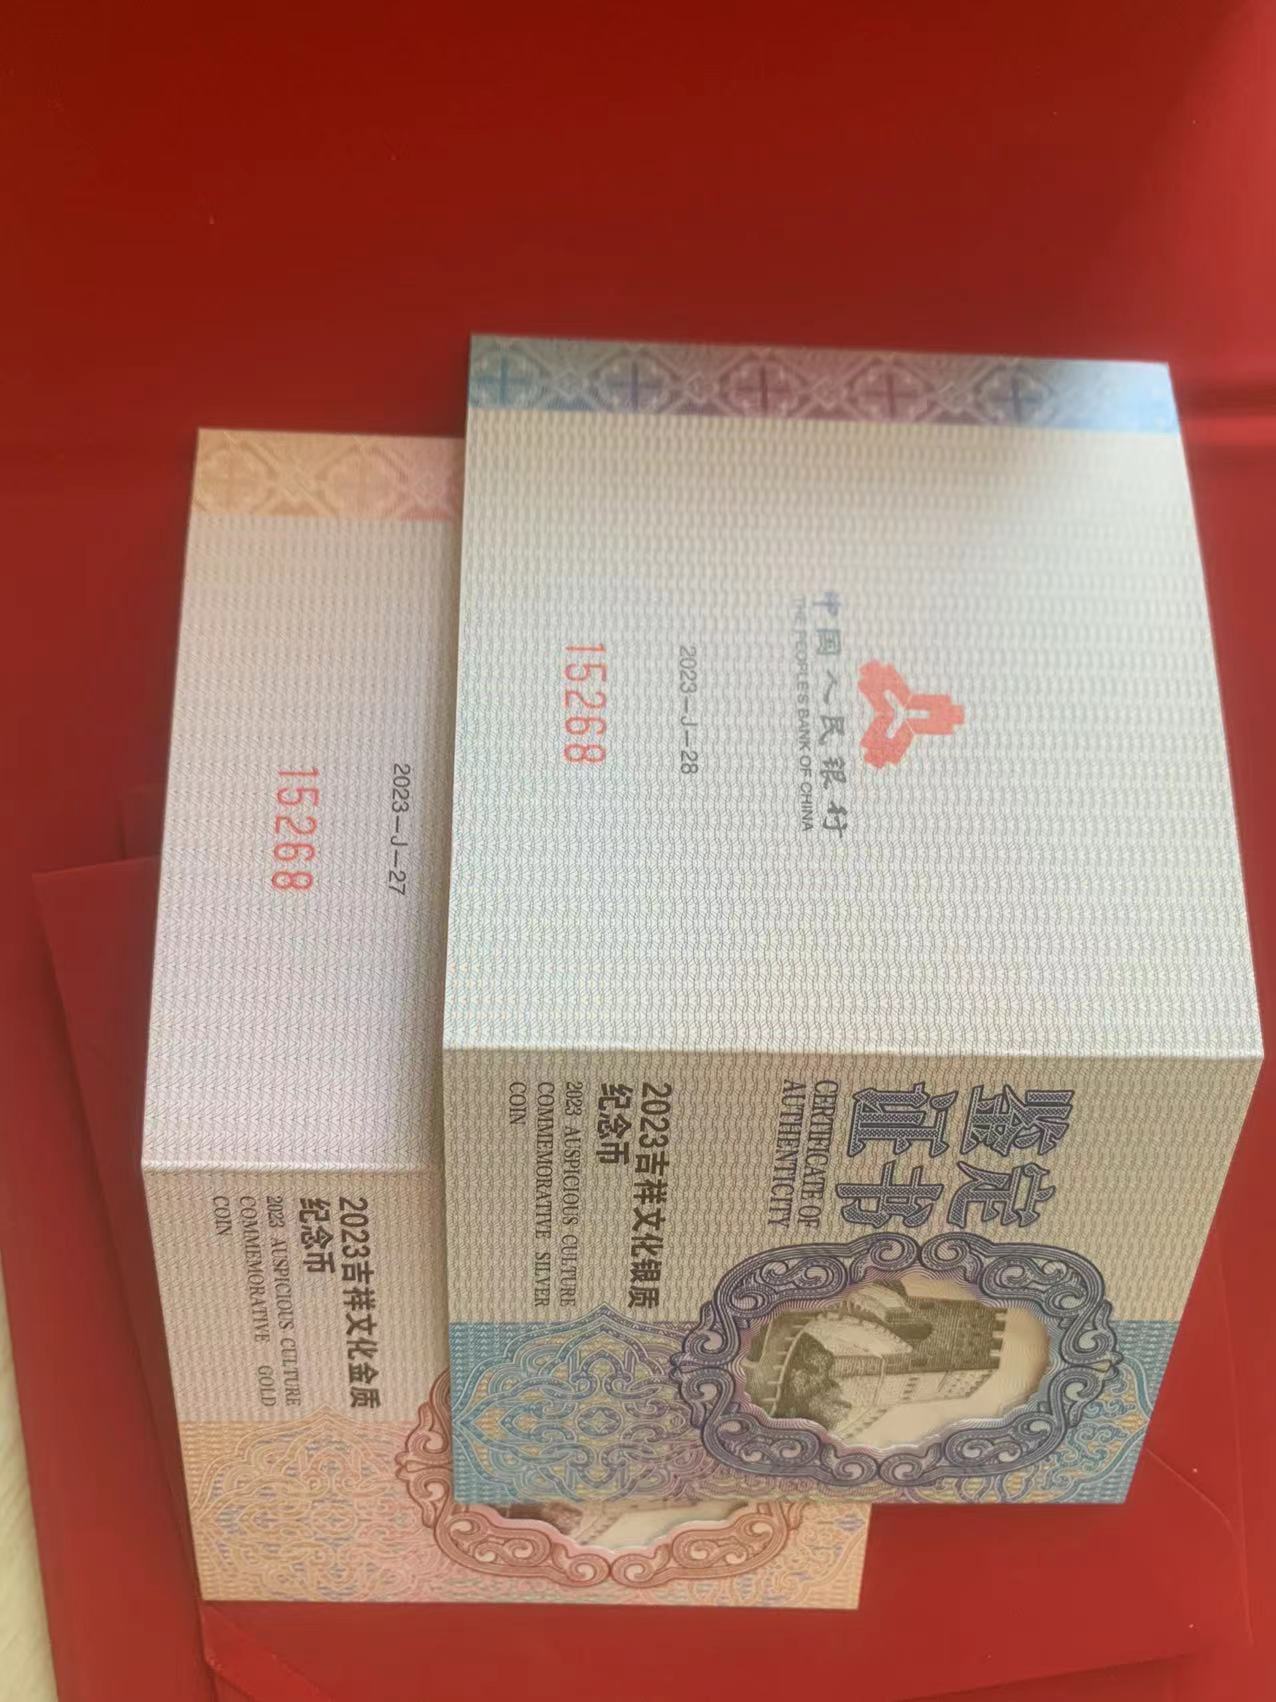 中国人民银行
THE PEOPLE'S BANK OF CHINA
2023-J-28
15268
鉴定
证书
CERTIFICATE OF
AUTHENTICITY
2023吉祥文化银质
纪念币
2023 AUSPICIOUS CULTURE
COMMEMORATIVE SILVER
COIN
2023-J-27
15268
2023吉祥文化金质
纪念币
2023 AUSPICIOUS CULTURE
COMMEMORATIVE GOLD
COIN